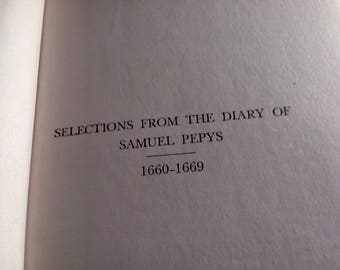 SELECTIONS FROM THE DIARY OF
SAMUEL PEPYS
1660-1669